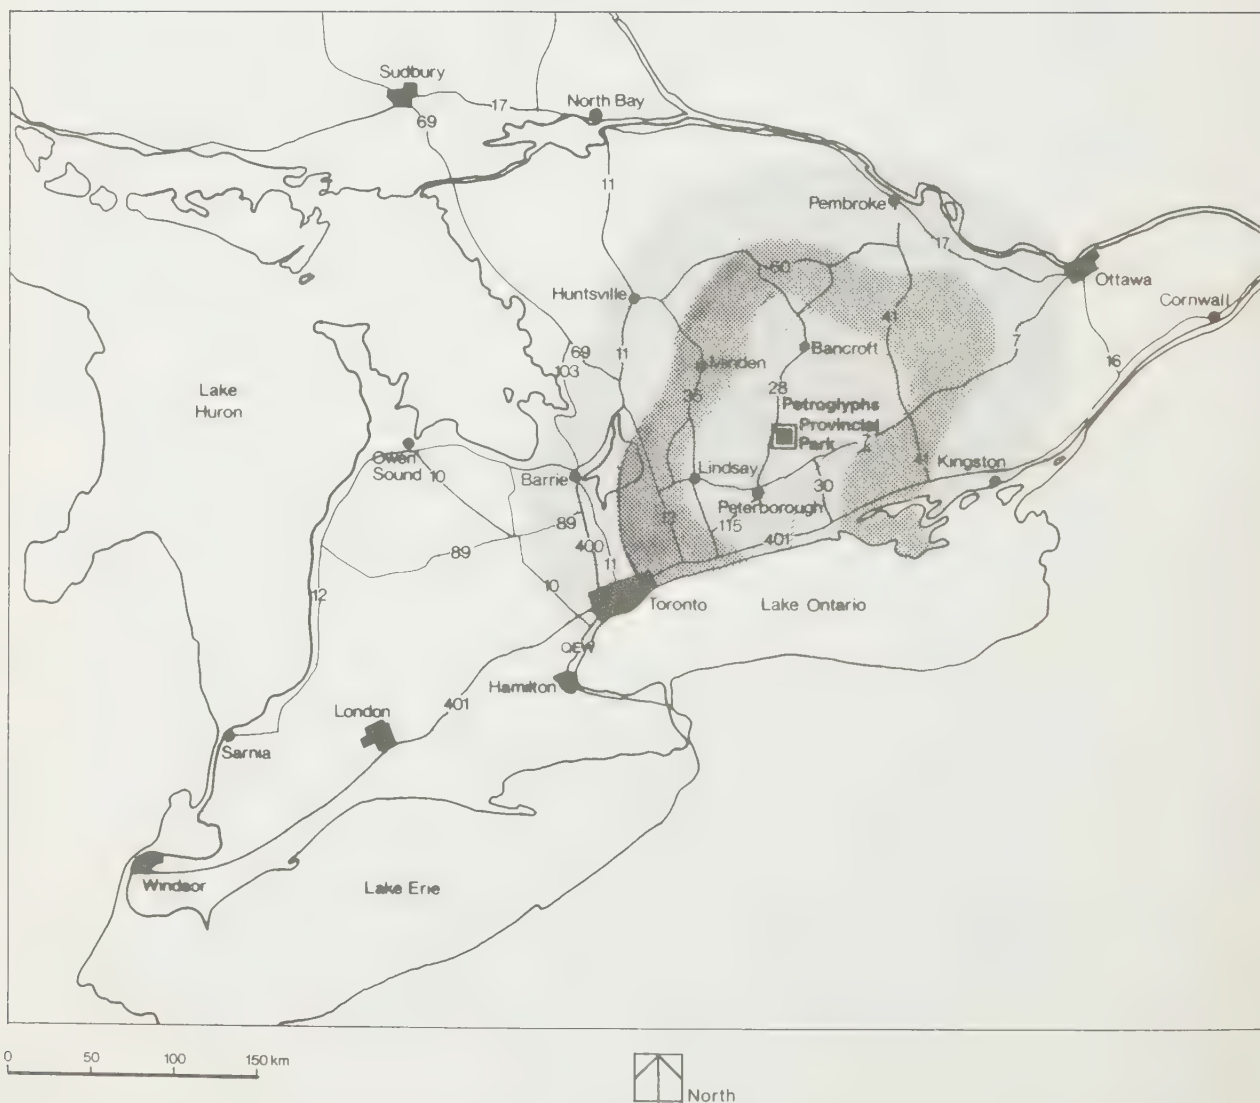 Sudbury
17
North Bay
69
11
Pembroke
17
60
Ottawa
Huntsville
Cornwall
41
7
Bancroft
69
11
16
103
Minden
Lake
Huron
28
35
Petroglyphs
Provincial
Park
7
Owen
Sound
10
Barrie
Lindsay
41
Kingston
30
Peterborough
12
115
89
400
401
89
11
10
12
Toronto
Lake Ontario
QEW
Hamilton
401
London
Sarnia
Windsor
Lake Erie
0 50 100 150 km
North